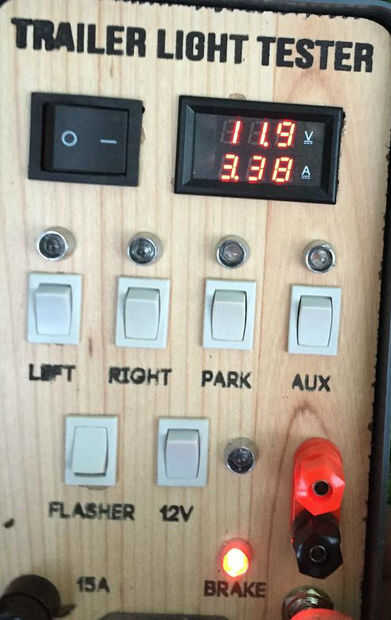 TRAILER LIGHT TESTER
O –
11.9 V
3.38 A
LEFT RIGHT PARK AUX
FLASHER 12V
15A BRAKE